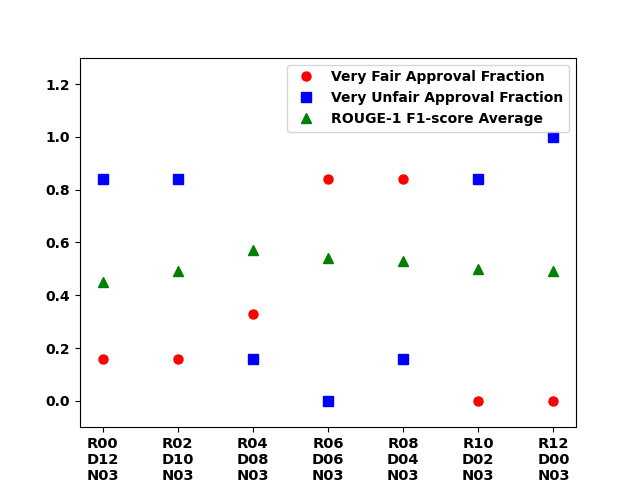 Very Fair Approval Fraction
Very Unfair Approval Fraction
ROUGE-1 F1-score Average
1.2
1.0
0.8
0.6
0.4
0.2
0.0
R00 R02 R04 R06 R08 R10 R12
D12 D10 D08 D06 D04 D02 D00
N03 N03 N03 N03 N03 N03 N03